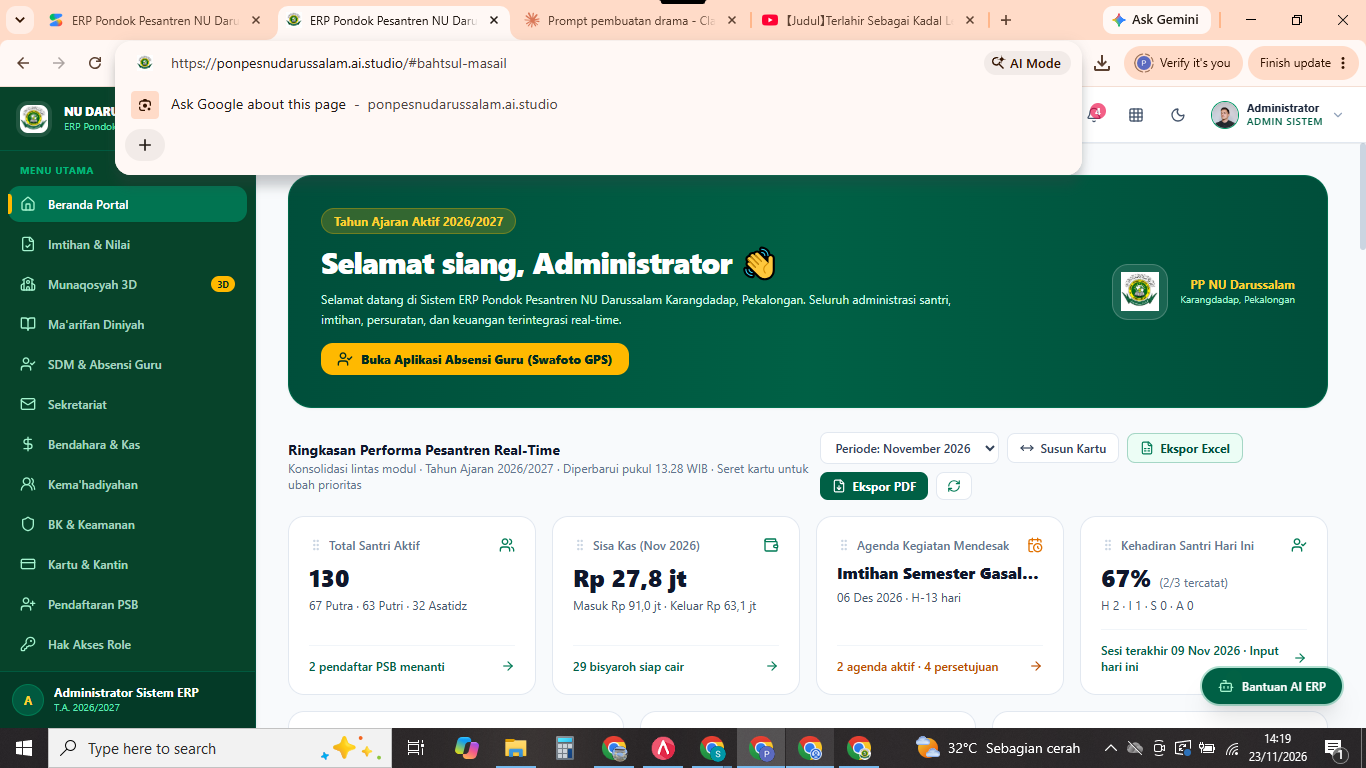 ERP Pondok Pesantren NU Daru
ERP Pondok Pesantren NU Daru
Prompt pembuatan drama - Cla
【Judul】Terlahir Sebagai Kadal L
Ask Gemini
https://ponpesnudarussalam.ai.studio/#bahtsul-masail
AI Mode
P
Verify it's you
Finish update
Ask Google about this page - ponpesnudarussalam.ai.studio
NU DARU
ERP Pondok
4
Administrator
ADMIN SISTEM
MENU UTAMA
Beranda Portal
Imtihan & Nilai
Munaqosyah 3D
3D
Ma'arifan Diniyah
SDM & Absensi Guru
Sekretariat
Bendahara & Kas
Kema'hadiyahan
BK & Keamanan
Kartu & Kantin
Pendaftaran PSB
Hak Akses Role
A
Administrator Sistem ERP
T.A. 2026/2027
Tahun Ajaran Aktif 2026/2027
Selamat siang, Administrator 👋
Selamat datang di Sistem ERP Pondok Pesantren NU Darussalam Karangdadap, Pekalongan. Seluruh administrasi santri,
imtihan, persuratan, dan keuangan terintegrasi real-time.
Buka Aplikasi Absensi Guru (Swafoto GPS)
PP NU Darussalam
Karangdadap, Pekalongan
Ringkasan Performa Pesantren Real-Time
Konsolidasi lintas modul · Tahun Ajaran 2026/2027 · Diperbarui pukul 13.28 WIB · Seret kartu untuk
ubah prioritas
Periode: November 2026
Susun Kartu
Ekspor Excel
Ekspor PDF
Total Santri Aktif
130
67 Putra · 63 Putri · 32 Asatidz
2 pendaftar PSB menanti
Sisa Kas (Nov 2026)
Rp 27,8 jt
Masuk Rp 91,0 jt · Keluar Rp 63,1 jt
29 bisyaroh siap cair
Agenda Kegiatan Mendesak
Imtihan Semester Gasal...
06 Des 2026 · H-13 hari
2 agenda aktif · 4 persetujuan
Kehadiran Santri Hari Ini
67% (2/3 tercatat)
H 2 · I 1 · S 0 · A 0
Sesi terakhir 09 Nov 2026 · Input
hari ini
Bantuan AI ERP
Type here to search
S
P
32°C Sebagian cerah
14:19
23/11/2026
1